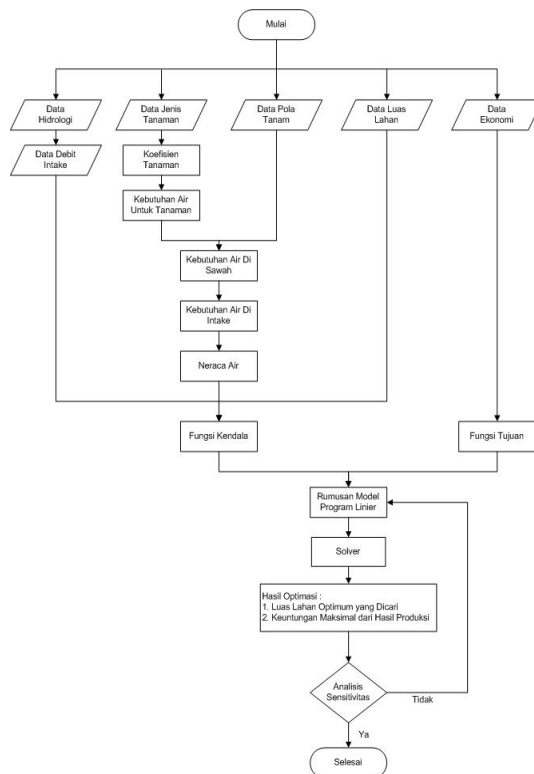 Mulai
Data
Hidrologi
Data Jenis
Tanaman
Data Pola
Tanam
Data Luas
Lahan
Data
Ekonomi
Data Debit
Intake
Koefisien
Tanaman
Kebutuhan Air
Untuk Tanaman
Kebutuhan Air Di
Sawah
Kebutuhan Air Di
Intake
Neraca Air
Fungsi Kendala
Fungsi Tujuan
Rumusan Model
Program Linier
Solver
Hasil Optimasi :
1. Luas Lahan Optimum yang Dicari
2. Keuntungan Maksimal dari Hasil Produksi
Analisis
Sensitivitas
Tidak
Ya
Selesai